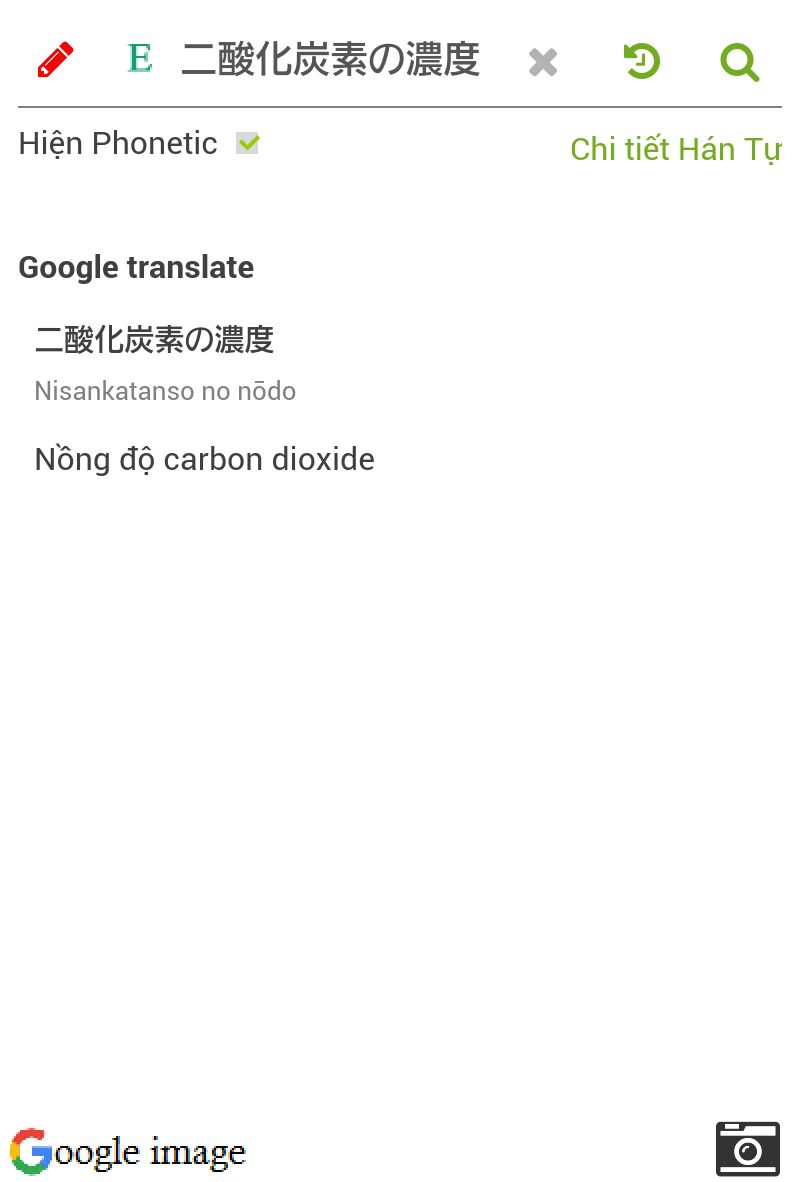 E 二酸化炭素の濃度
Hiện Phonetic
Chi tiết Hán Tự
Google translate
二酸化炭素の濃度
Nisankatanso no nōdo
Nồng độ carbon dioxide
Google image